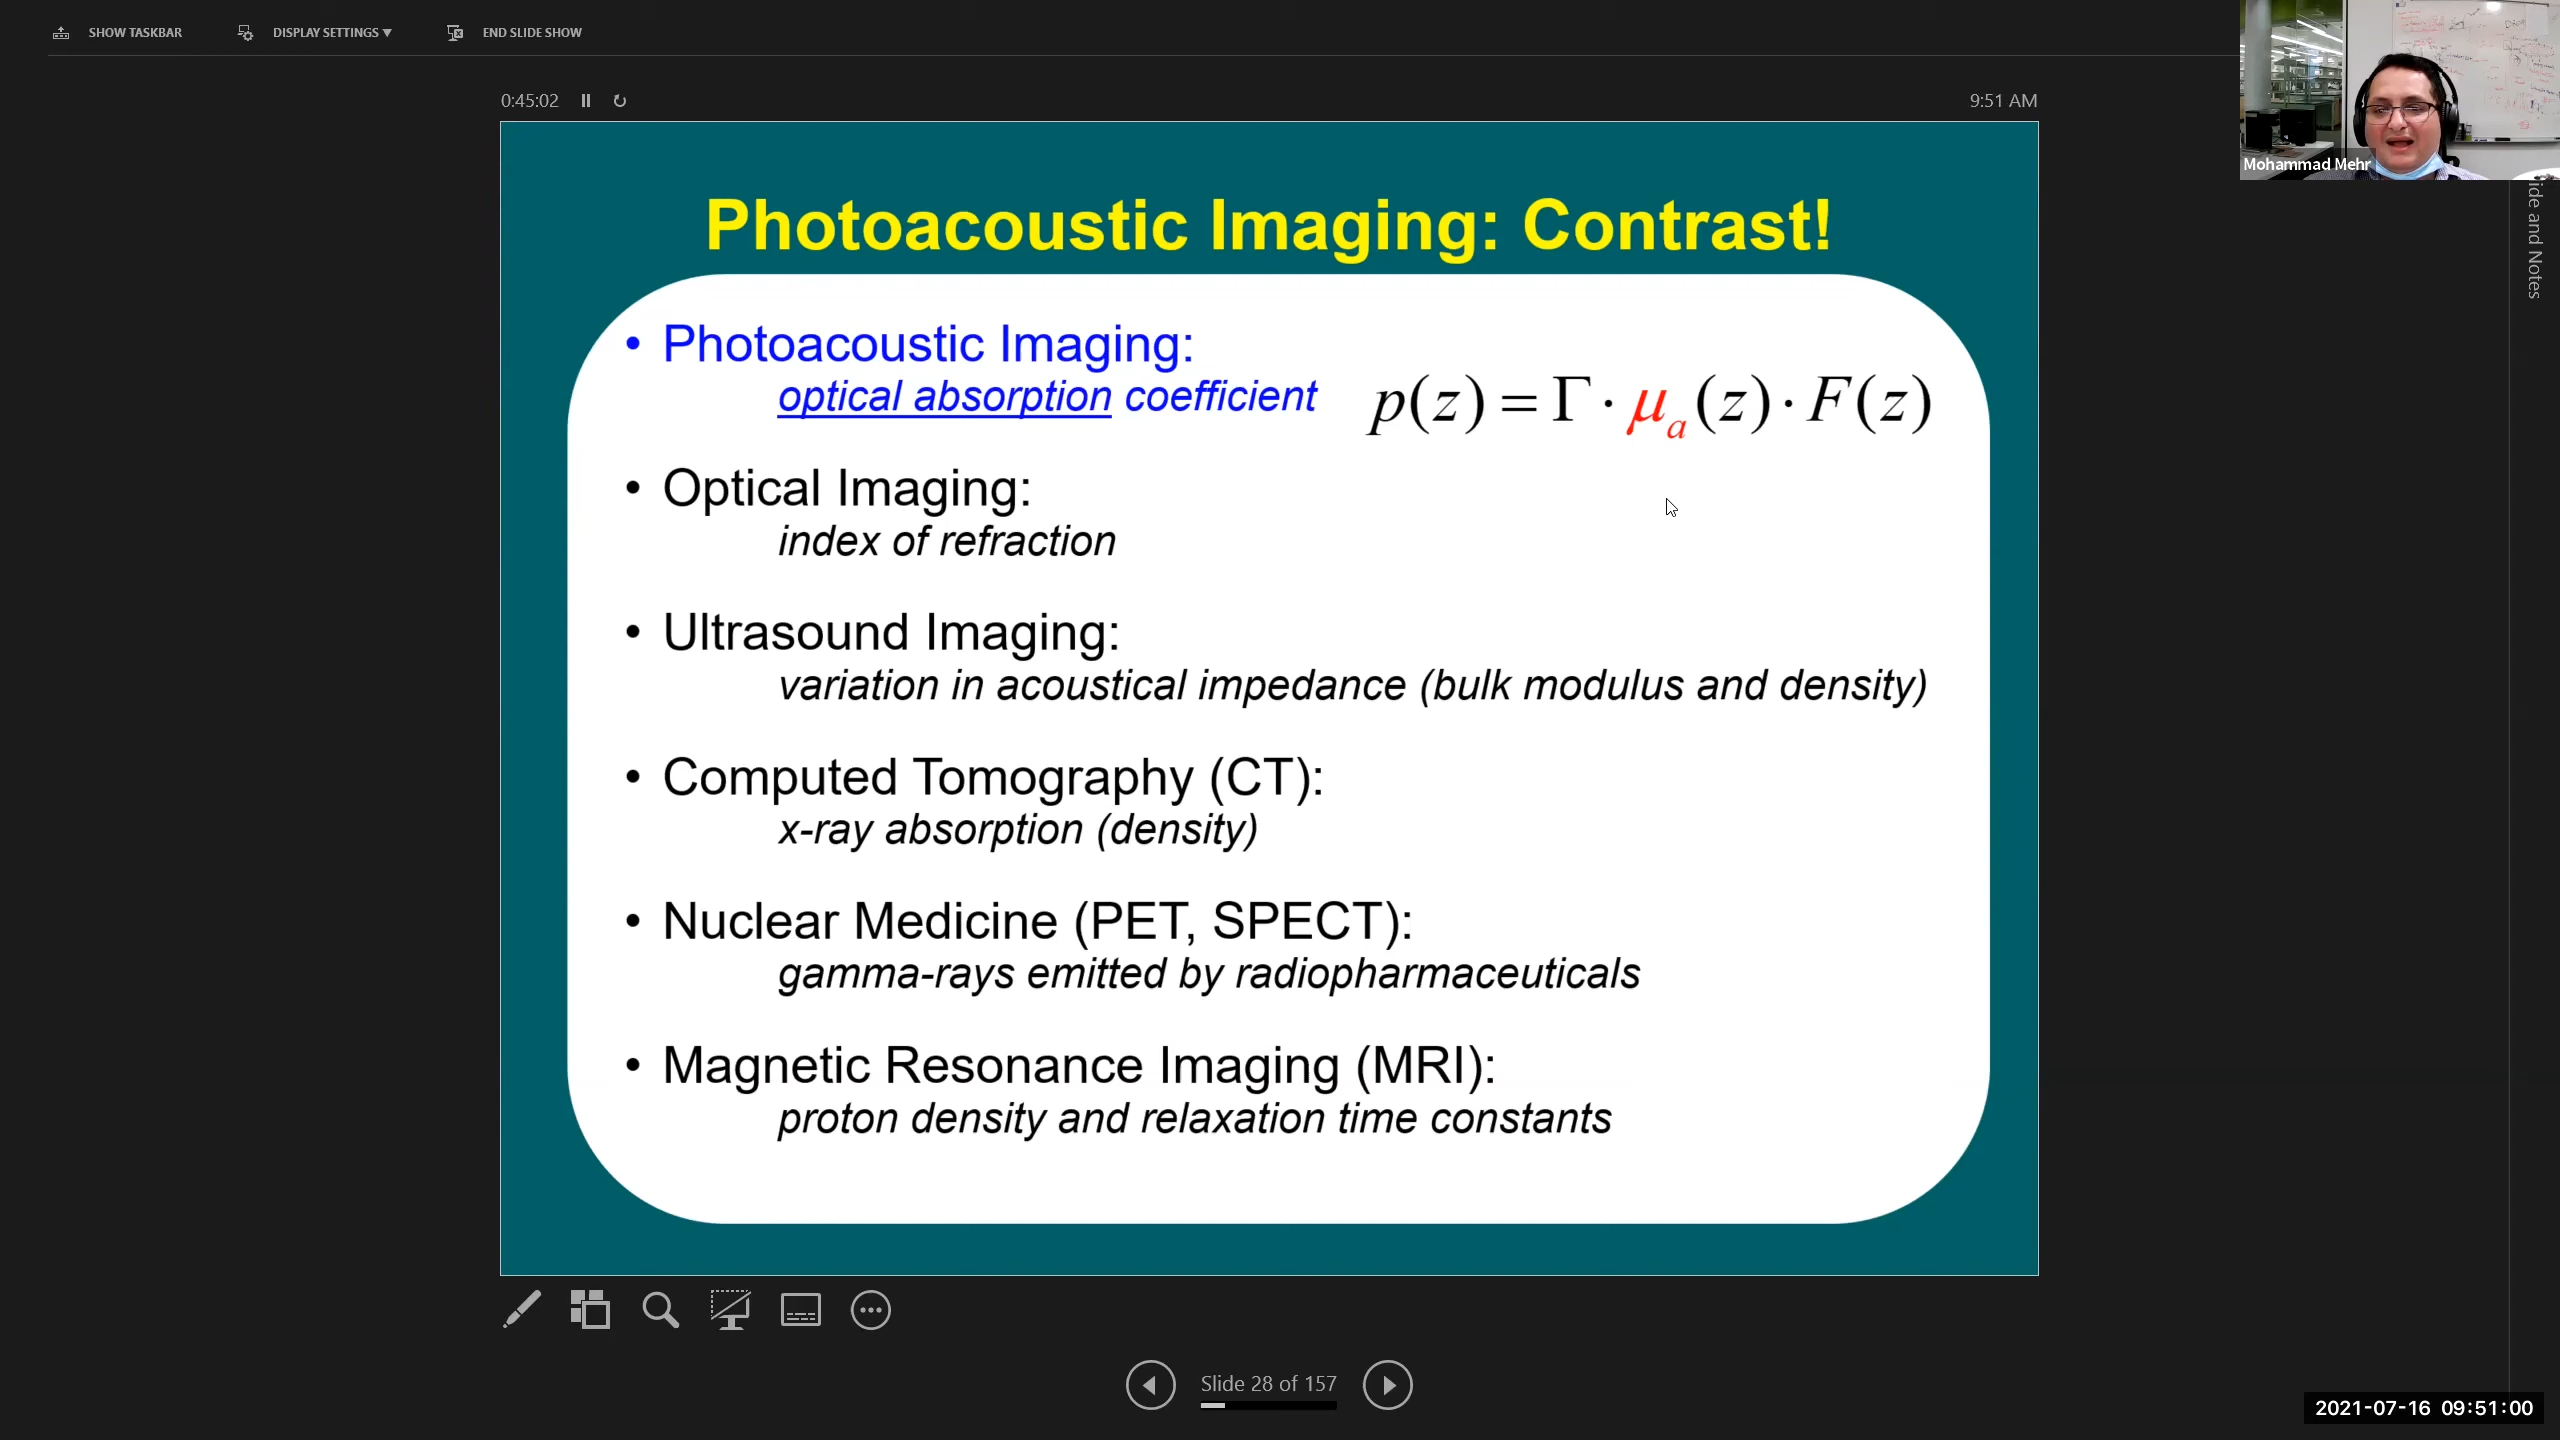 SHOW TASKBAR
DISPLAY SETTINGS ▼
END SLIDE SHOW
0:45:02
9:51 AM
Mohammad Mehr
and Notes
Photoacoustic Imaging: Contrast!
• Photoacoustic Imaging:
optical absorption coefficient
p(z) = Γ · μₐ(z) · F(z)
• Optical Imaging:
index of refraction
• Ultrasound Imaging:
variation in acoustical impedance (bulk modulus and density)
• Computed Tomography (CT):
x-ray absorption (density)
• Nuclear Medicine (PET, SPECT):
gamma-rays emitted by radiopharmaceuticals
• Magnetic Resonance Imaging (MRI):
proton density and relaxation time constants
Slide 28 of 157
2021-07-16 09:51:00